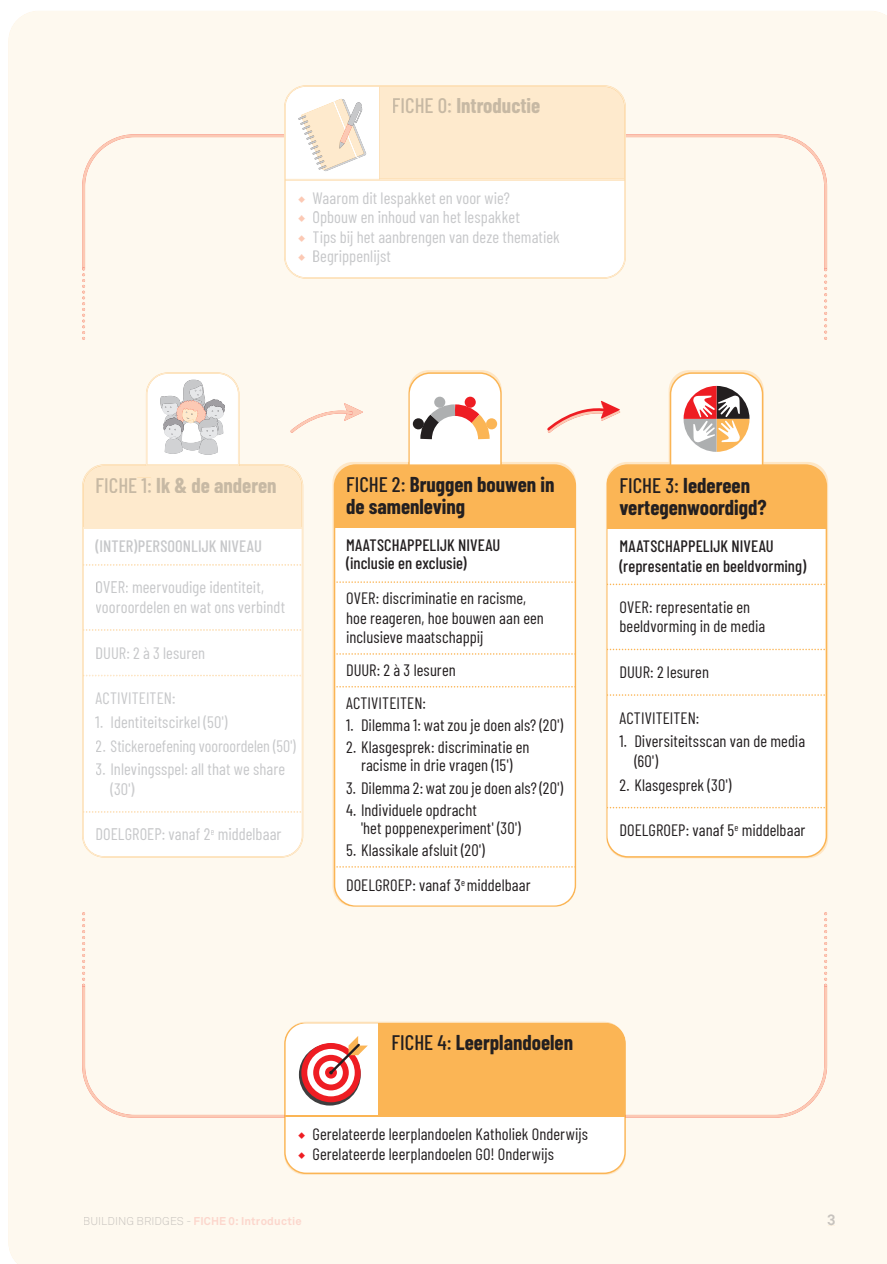 FICHE 0: Introductie
Waarom dit lespakket en voor wie?
Opbouw en inhoud van het lespakket
Tips bij het aanbrengen van deze thematiek
Begrippenlijst
FICHE 1: Ik & de anderen
(INTER)PERSOONLIJK NIVEAU
OVER: meervoudige identiteit,
vooroordelen en wat ons verbindt
DUUR: 2 à 3 lesuren
ACTIVITEITEN:
1. Identiteitscirkel (50')
2. Stickeroefening vooroordelen (50')
3. Inlevingsspel: all that we share
(30')
DOELGROEP: vanaf 2e middelbaar
FICHE 2: Bruggen bouwen in
de samenleving
MAATSCHAPPELIJK NIVEAU
(inclusie en exclusie)
OVER: discriminatie en racisme,
hoe reageren, hoe bouwen aan een
inclusieve maatschappij
DUUR: 2 à 3 lesuren
ACTIVITEITEN:
1. Dilemma 1: wat zou je doen als? (20')
2. Klasgesprek: discriminatie en
racisme in drie vragen (15')
3. Dilemma 2: wat zou je doen als? (20')
4. Individuele opdracht
'het poppenexperiment' (30')
5. Klassikale afsluit (20')
DOELGROEP: vanaf 3e middelbaar
FICHE 3: Iedereen
vertegenwoordigd?
MAATSCHAPPELIJK NIVEAU
(representatie en beeldvorming)
OVER: representatie en
beeldvorming in de media
DUUR: 2 lesuren
ACTIVITEITEN:
1. Diversiteitsscan van de media
(60')
2. Klasgesprek (30')
DOELGROEP: vanaf 5e middelbaar
FICHE 4: Leerplandoelen
Gerelateerde leerplandoelen Katholiek Onderwijs
Gerelateerde leerplandoelen GO! Onderwijs
BUILDING BRIDGES - FICHE 0: Introductie
3